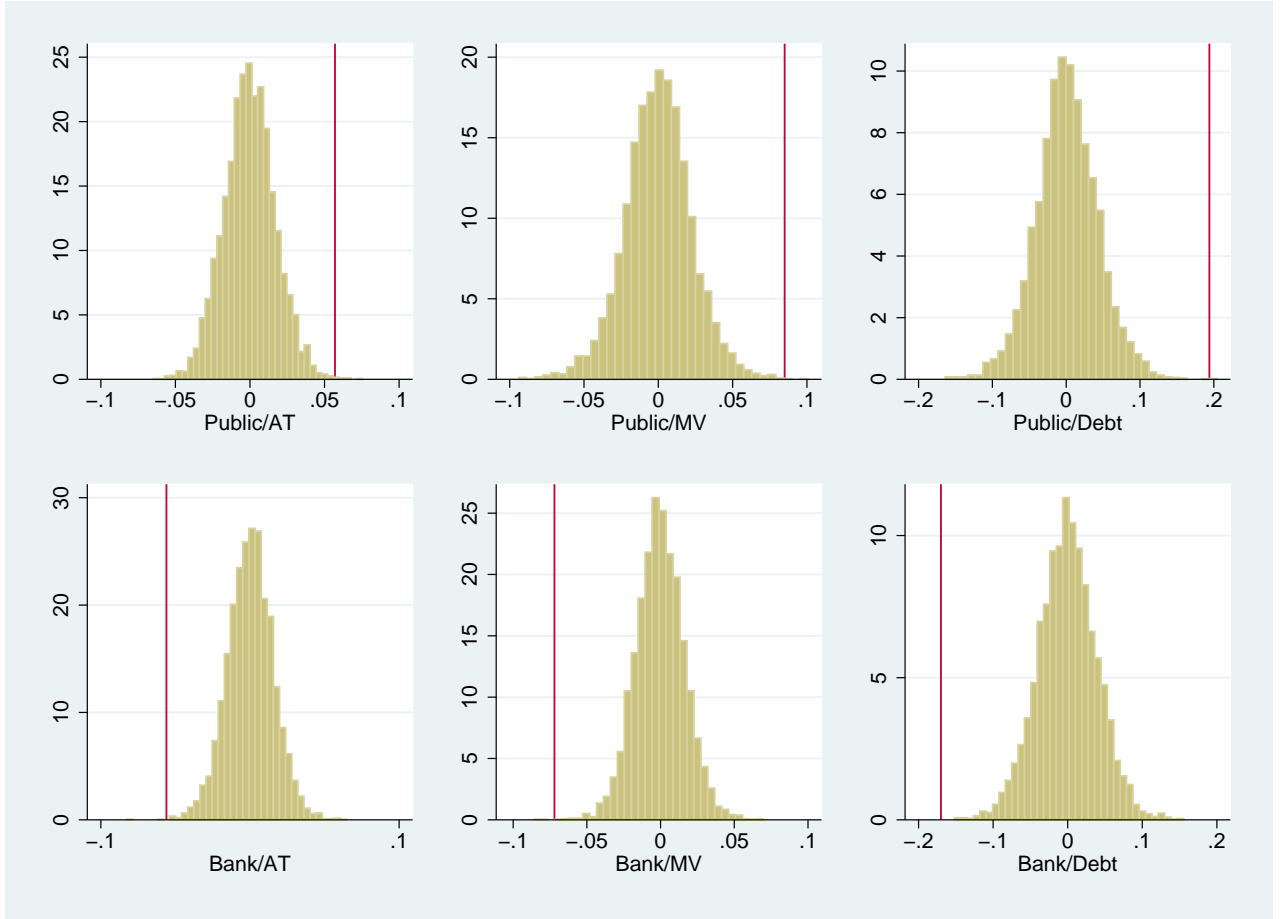 0 5 10 15 20 25
−.1 −.05 0 .05 .1
Public/AT
0 5 10 15 20
−.1 −.05 0 .05 .1
Public/MV
0 2 4 6 8 10
−.2 −.1 0 .1 .2
Public/Debt
0 10 20 30
−.1 0 .1
Bank/AT
0 5 10 15 20 25
−.1 −.05 0 .05 .1
Bank/MV
0 5 10
−.2 −.1 0 .1 .2
Bank/Debt